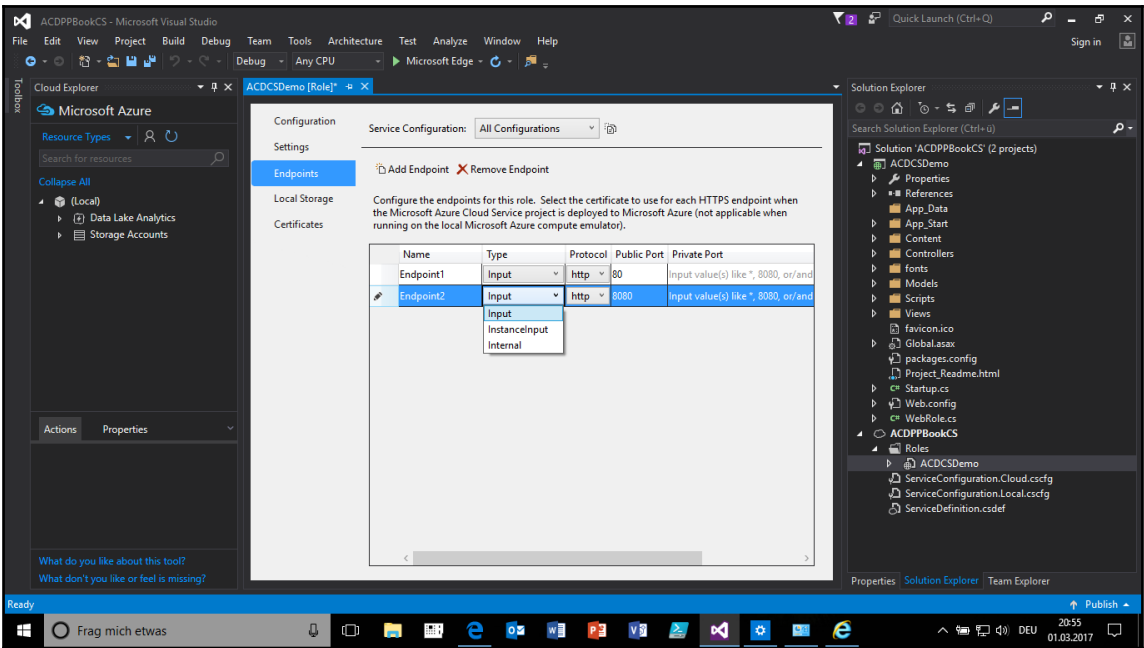 ACDPPBookCS - Microsoft Visual Studio
2
Quick Launch (Ctrl+Q)
File Edit View Project Build Debug Team Tools Architecture Test Analyze Window Help
Sign in
Debug Any CPU Microsoft Edge
Toolbox
Cloud Explorer
Microsoft Azure
Resource Types
Search for resources
Collapse All
(Local)
Data Lake Analytics
Storage Accounts
Actions Properties
What do you like about this tool?
What don't you like or feel is missing?
ACDCSDemo [Role]*
Configuration
Settings
Endpoints
Local Storage
Certificates
Service Configuration: All Configurations
Add Endpoint Remove Endpoint
Configure the endpoints for this role. Select the certificate to use for each HTTPS endpoint when
the Microsoft Azure Cloud Service project is deployed to Microsoft Azure (not applicable when
running on the local Microsoft Azure compute emulator).
Name Type Protocol Public Port Private Port
Endpoint1 Input http 80 Input value(s) like *, 8080, or/and
Endpoint2 Input http 8080 Input value(s) like *, 8080, or/and
Input
InstanceInput
Internal
Solution Explorer
Search Solution Explorer (Ctrl+ü)
Solution 'ACDPPBookCS' (2 projects)
ACDCSDemo
Properties
References
App_Data
App_Start
Content
Controllers
fonts
Models
Scripts
Views
favicon.ico
Global.asax
packages.config
Project_Readme.html
C# Startup.cs
Web.config
C# WebRole.cs
ACDPPBookCS
Roles
ACDCSDemo
ServiceConfiguration.Cloud.cscfg
ServiceConfiguration.Local.cscfg
ServiceDefinition.csdef
Properties Solution Explorer Team Explorer
Ready
Publish
Frag mich etwas
DEU
20:55
01.03.2017